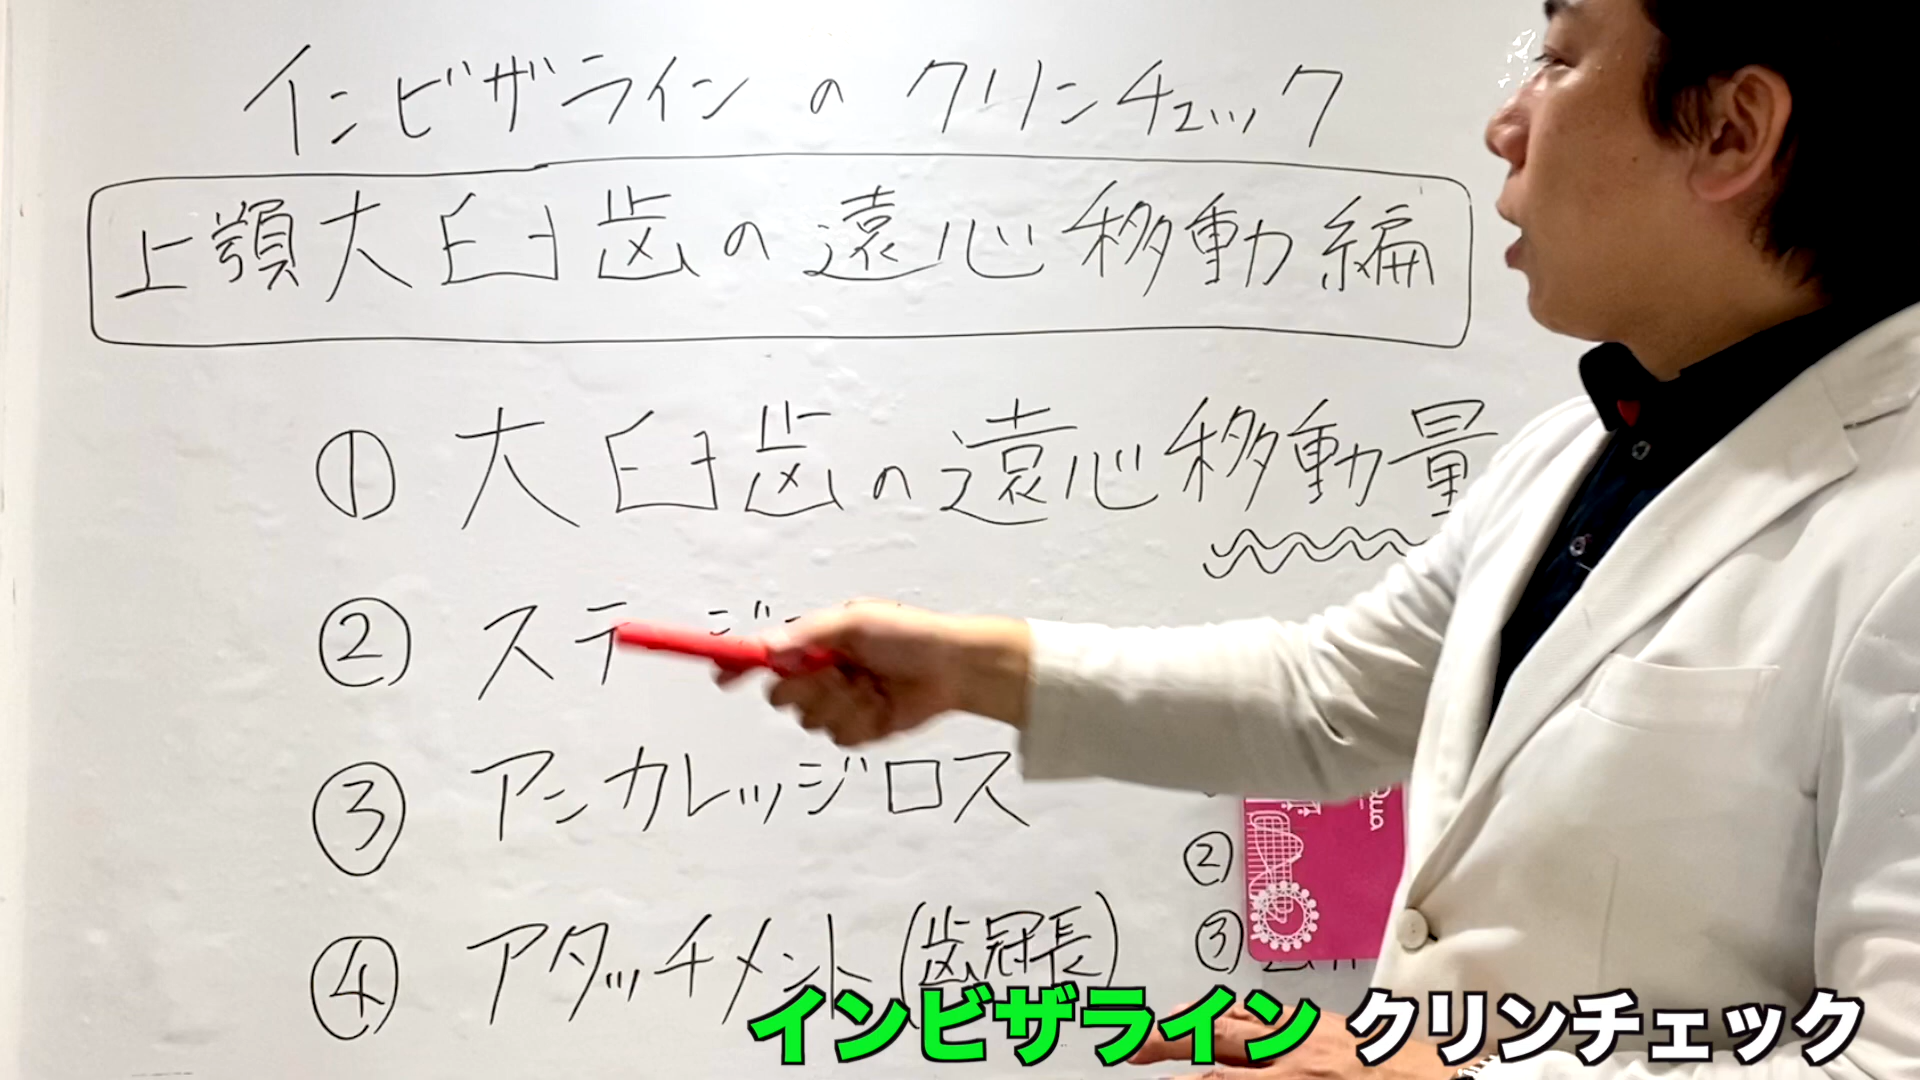 インビザラインのクリンチェック
上顎大臼歯の遠心移動編
① 大臼歯の遠心移動量
② ステージ
③ アンカレッジロス
④ アタッチメント(歯冠長)
②
③
インビザライン クリンチェック